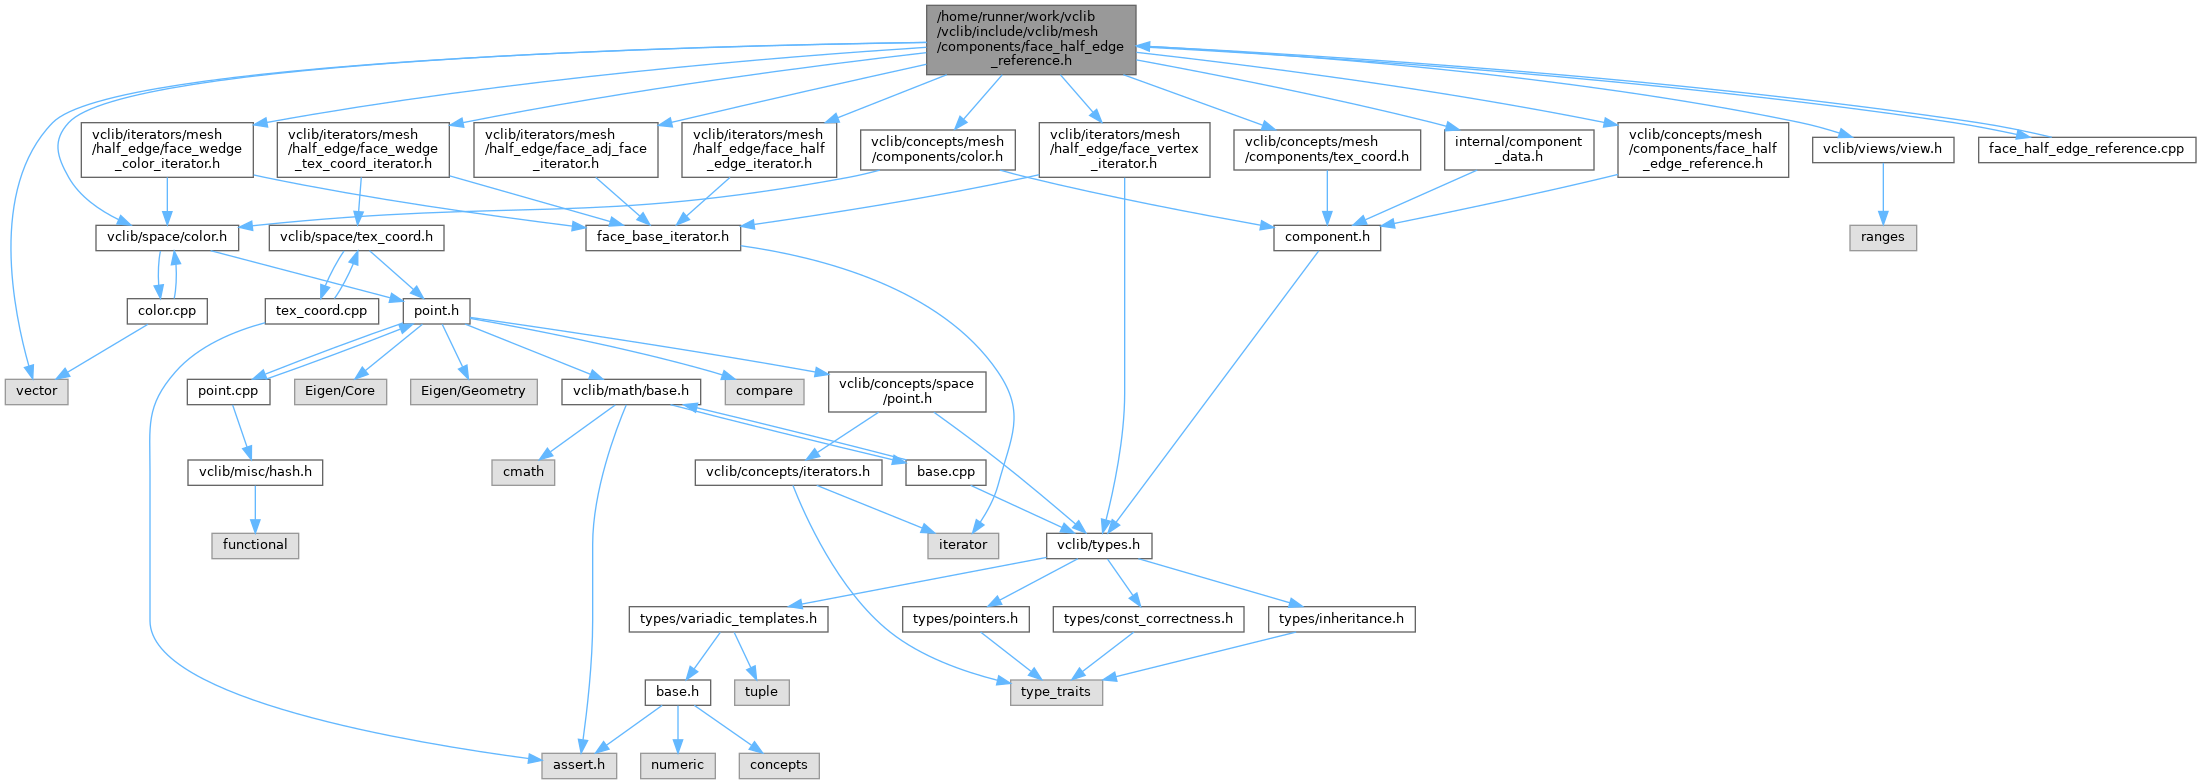 /home/runner/work/vclib
/vclib/include/vclib/mesh
/components/face_half_edge
_reference.h
vclib/iterators/mesh
/half_edge/face_wedge
_color_iterator.h
vclib/iterators/mesh
/half_edge/face_wedge
_tex_coord_iterator.h
vclib/iterators/mesh
/half_edge/face_adj_face
_iterator.h
vclib/iterators/mesh
/half_edge/face_half
_edge_iterator.h
vclib/concepts/mesh
/components/color.h
vclib/iterators/mesh
/half_edge/face_vertex
_iterator.h
vclib/concepts/mesh
/components/tex_coord.h
internal/component
_data.h
vclib/concepts/mesh
/components/face_half
_edge_reference.h
vclib/views/view.h
face_half_edge_reference.cpp
vclib/space/color.h
vclib/space/tex_coord.h
face_base_iterator.h
component.h
ranges
color.cpp
tex_coord.cpp
point.h
vector
point.cpp
Eigen/Core
Eigen/Geometry
vclib/math/base.h
compare
vclib/concepts/space
/point.h
vclib/misc/hash.h
cmath
vclib/concepts/iterators.h
base.cpp
functional
iterator
vclib/types.h
types/variadic_templates.h
types/pointers.h
types/const_correctness.h
types/inheritance.h
base.h
tuple
type_traits
assert.h
numeric
concepts